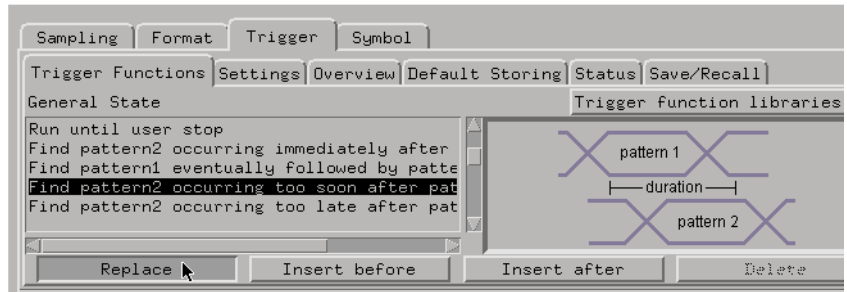 Sampling Format Trigger Symbol
Trigger Functions Settings Overview Default Storing Status Save/Recall
General State Trigger function libraries
Run until user stop
Find pattern2 occurring immediately after
Find pattern1 eventually followed by patte
Find pattern2 occurring too soon after pat
Find pattern2 occurring too late after pat
pattern 1
duration
pattern 2
Replace Insert before Insert after Delete